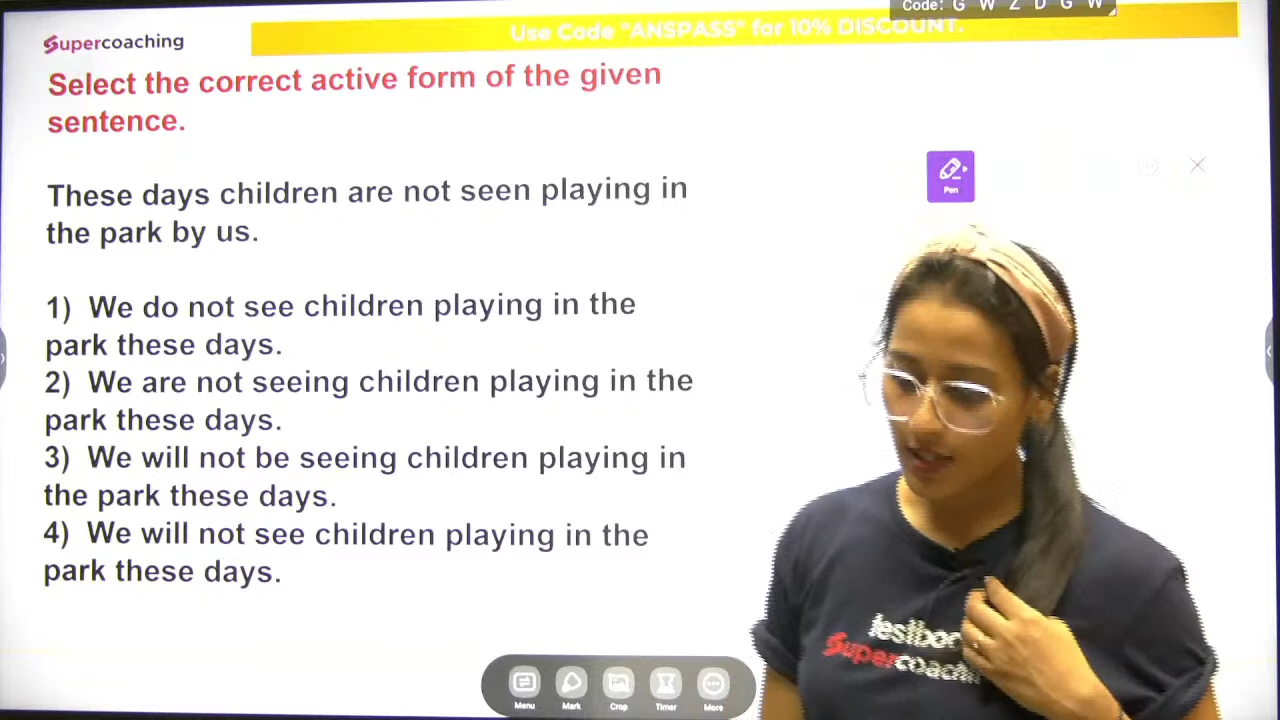 Code: G W Z D G W
Use Code "ANSPASS" for 10% DISCOUNT.
Supercoaching
Select the correct active form of the given
sentence.
These days children are not seen playing in
the park by us.
Pen
1) We do not see children playing in the
park these days.
2) We are not seeing children playing in the
park these days.
3) We will not be seeing children playing in
the park these days.
4) We will not see children playing in the
park these days.
Supercoachin
Menu Mark Crop Timer More